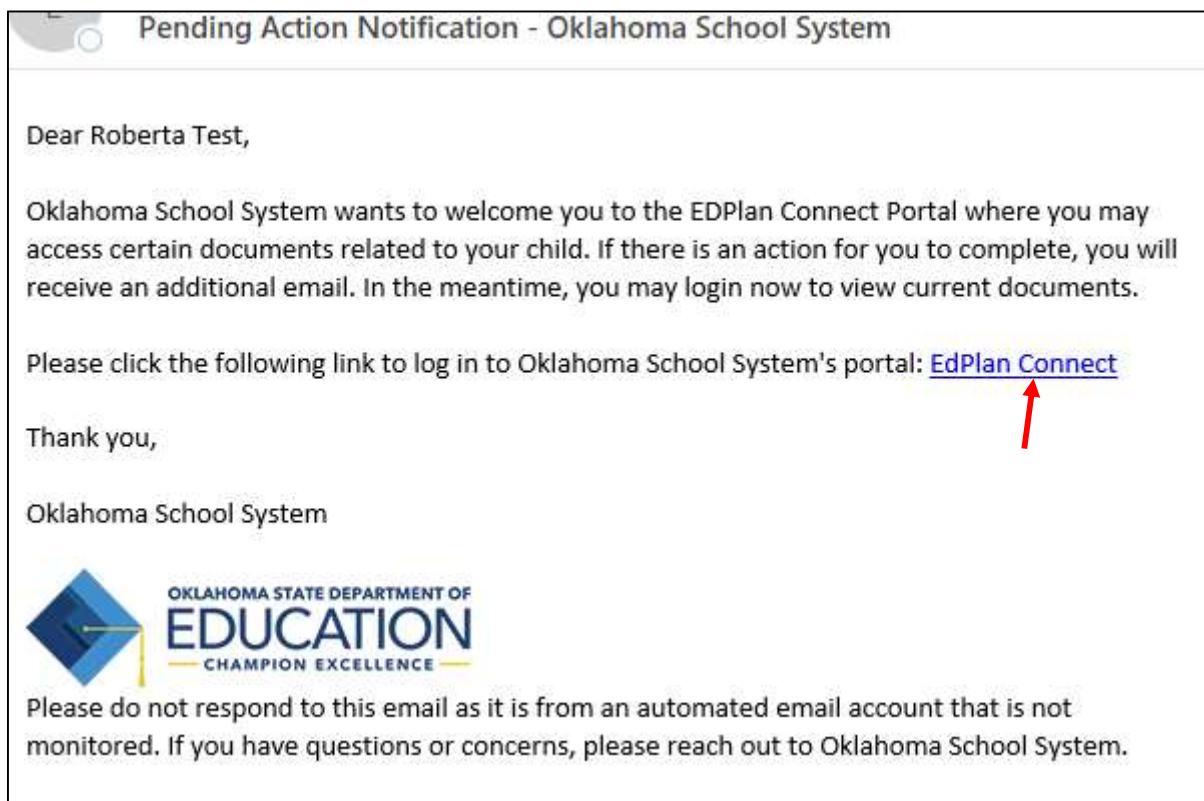 Pending Action Notification - Oklahoma School System
Dear Roberta Test,
Oklahoma School System wants to welcome you to the EDPlan Connect Portal where you may
access certain documents related to your child. If there is an action for you to complete, you will
receive an additional email. In the meantime, you may login now to view current documents.
Please click the following link to log in to Oklahoma School System's portal: EdPlan Connect
Thank you,
Oklahoma School System
OKLAHOMA STATE DEPARTMENT OF
EDUCATION
CHAMPION EXCELLENCE
Please do not respond to this email as it is from an automated email account that is not
monitored. If you have questions or concerns, please reach out to Oklahoma School System.